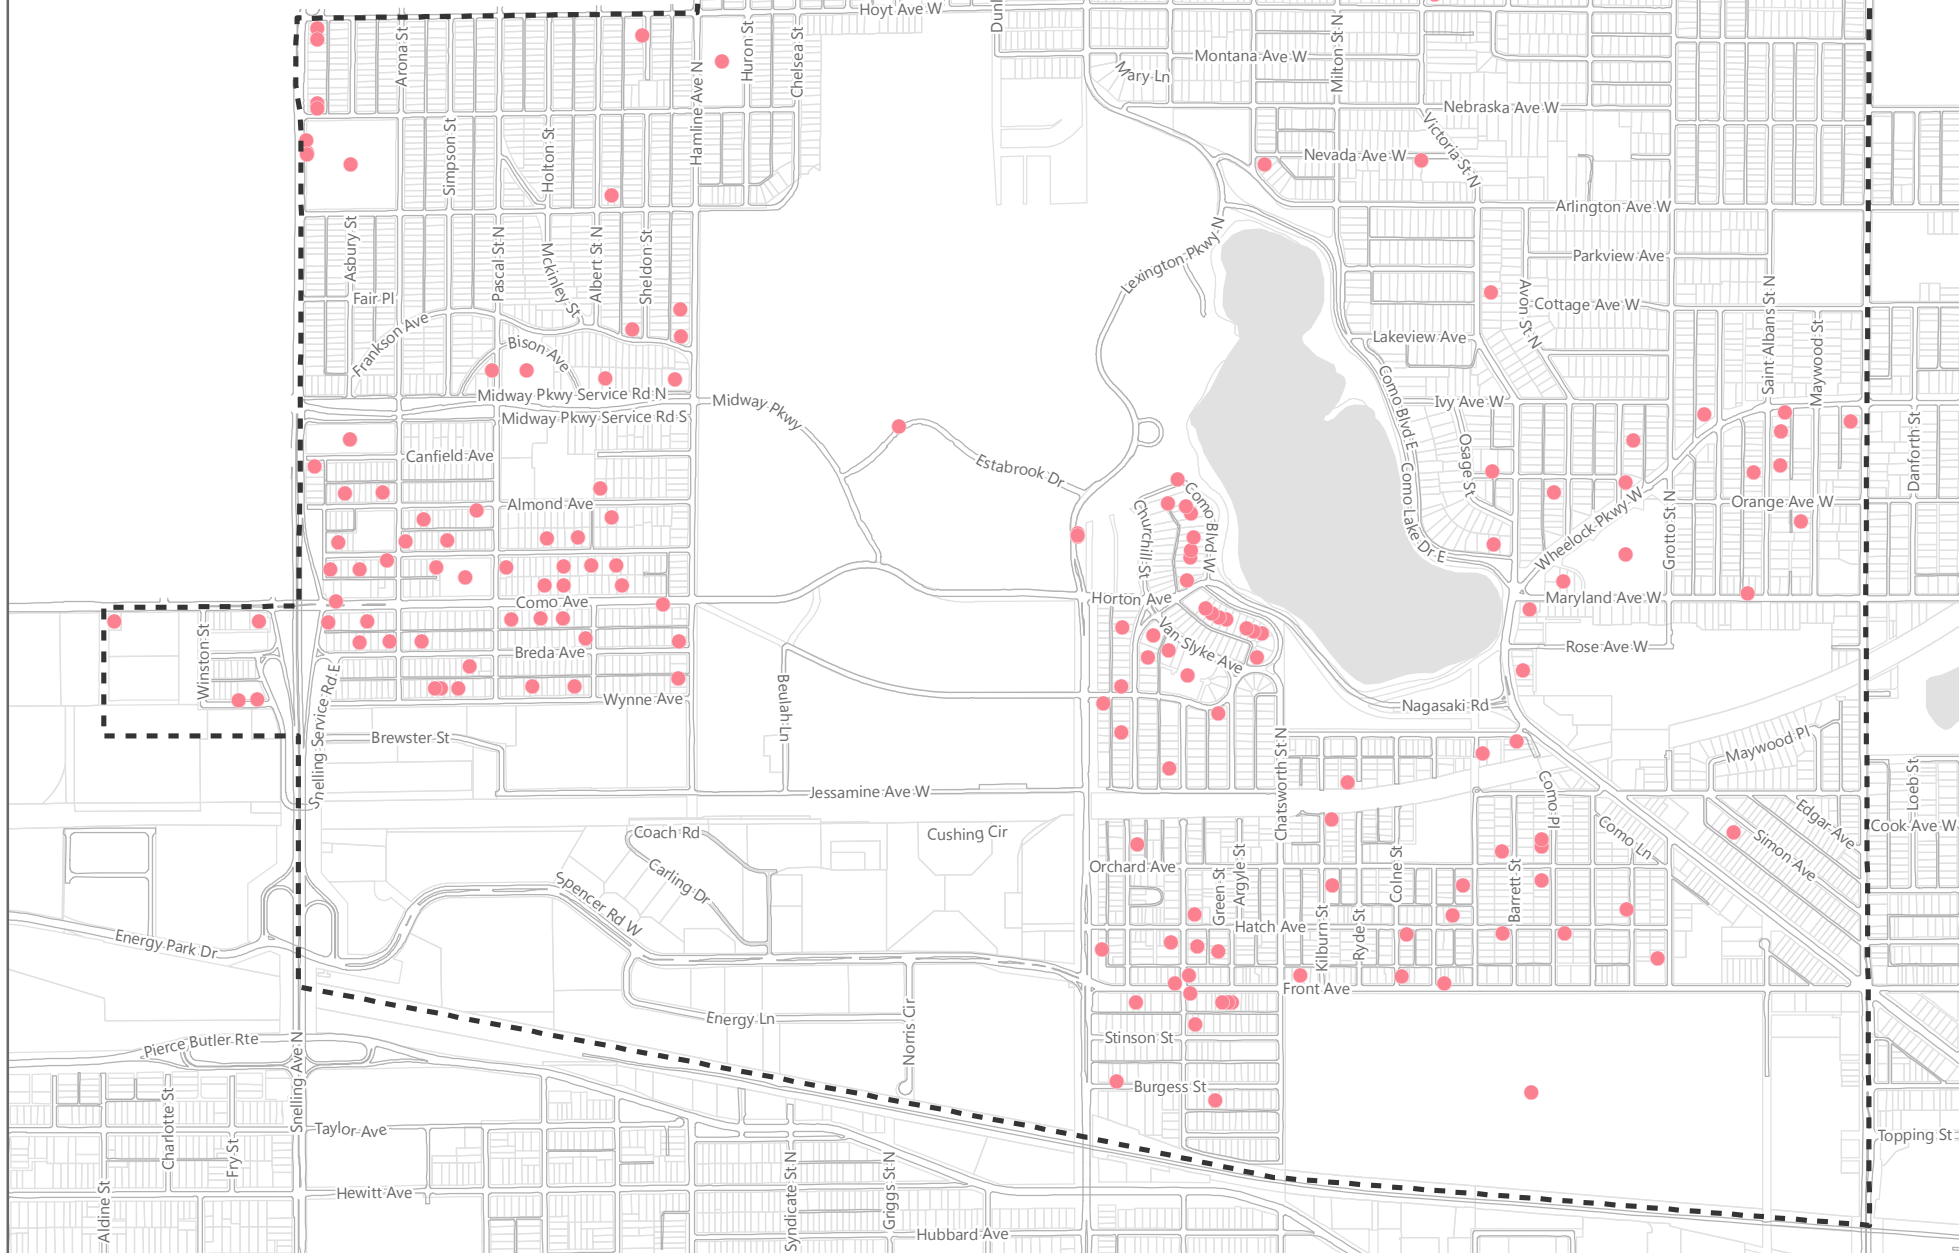 Hoyt Ave W
Dunl
Arona St
Huron St
Chelsea St
Milton St N
Montana Ave W
Mary Ln
Hamline Ave N
Nebraska Ave W
Victoria St N
Simpson St
Holton St
Nevada Ave W
Arlington Ave W
Asbury St
Pascal St N
Mckinley St
Albert St N
Sheldon St
Lexington Pkwy N
Parkview Ave
Fair Pl
Avon St N
Cottage Ave W
Saint Albans St N
Maywood St
Frankson Ave
Bison Ave
Lakeview Ave
Midway Pkwy Service Rd N
Midway Pkwy
Como Blvd E
Ivy Ave W
Midway Pkwy Service Rd S
Canfield Ave
Estabrook Dr
Osage St
Danforth St
Almond Ave
Churchill St
Como Blvd W
Como Lake Dr E
Wheelock Pkwy W
Grotto St N
Orange Ave W
Como Ave
Horton Ave
Maryland Ave W
Winston St
Breda Ave
Van Slyke Ave
Rose Ave W
Snelling Service Rd E
Wynne Ave
Beulah Ln
Nagasaki Rd
Brewster St
Chatsworth St N
Maywood Pl
Jessamine Ave W
Como Pl
Loeb St
Coach Rd
Cushing Cir
Como Ln
Edgar Ave
Simon Ave
Cook Ave W
Carling Dr
Orchard Ave
Green St
Argyle St
Colne St
Barrett St
Spencer Rd W
Hatch Ave
Kilburn St
Ryde St
Energy Park Dr
Front Ave
Energy Ln
Norris Cir
Pierce Butler Rte
Stinson St
Snelling Ave N
Burgess St
Charlotte St
Fry St
Taylor Ave
Topping St
Aldine St
Hewitt Ave
Syndicate St N
Griggs St N
Hubbard Ave